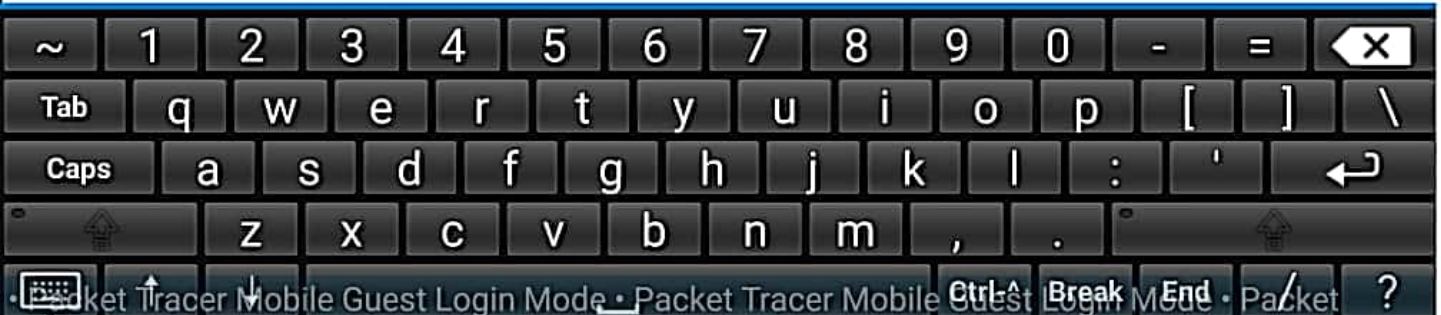 ~ 1 2 3 4 5 6 7 8 9 0 - =
Tab q w e r t y u i o p [ ] \
Caps a s d f g h j k l : '
z x c v b n m , .
Ctrl-^ Break End / ?
• Packet Tracer Mobile Guest Login Mode • Packet Tracer Mobile Guest Login Mode • Packet